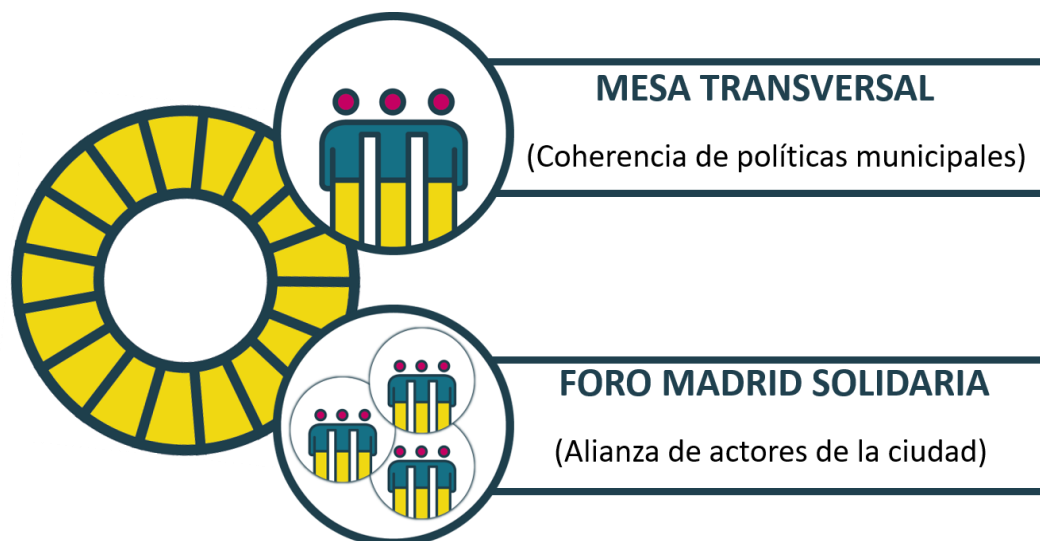 MESA TRANSVERSAL
(Coherencia de políticas municipales)
FORO MADRID SOLIDARIA
(Alianza de actores de la ciudad)